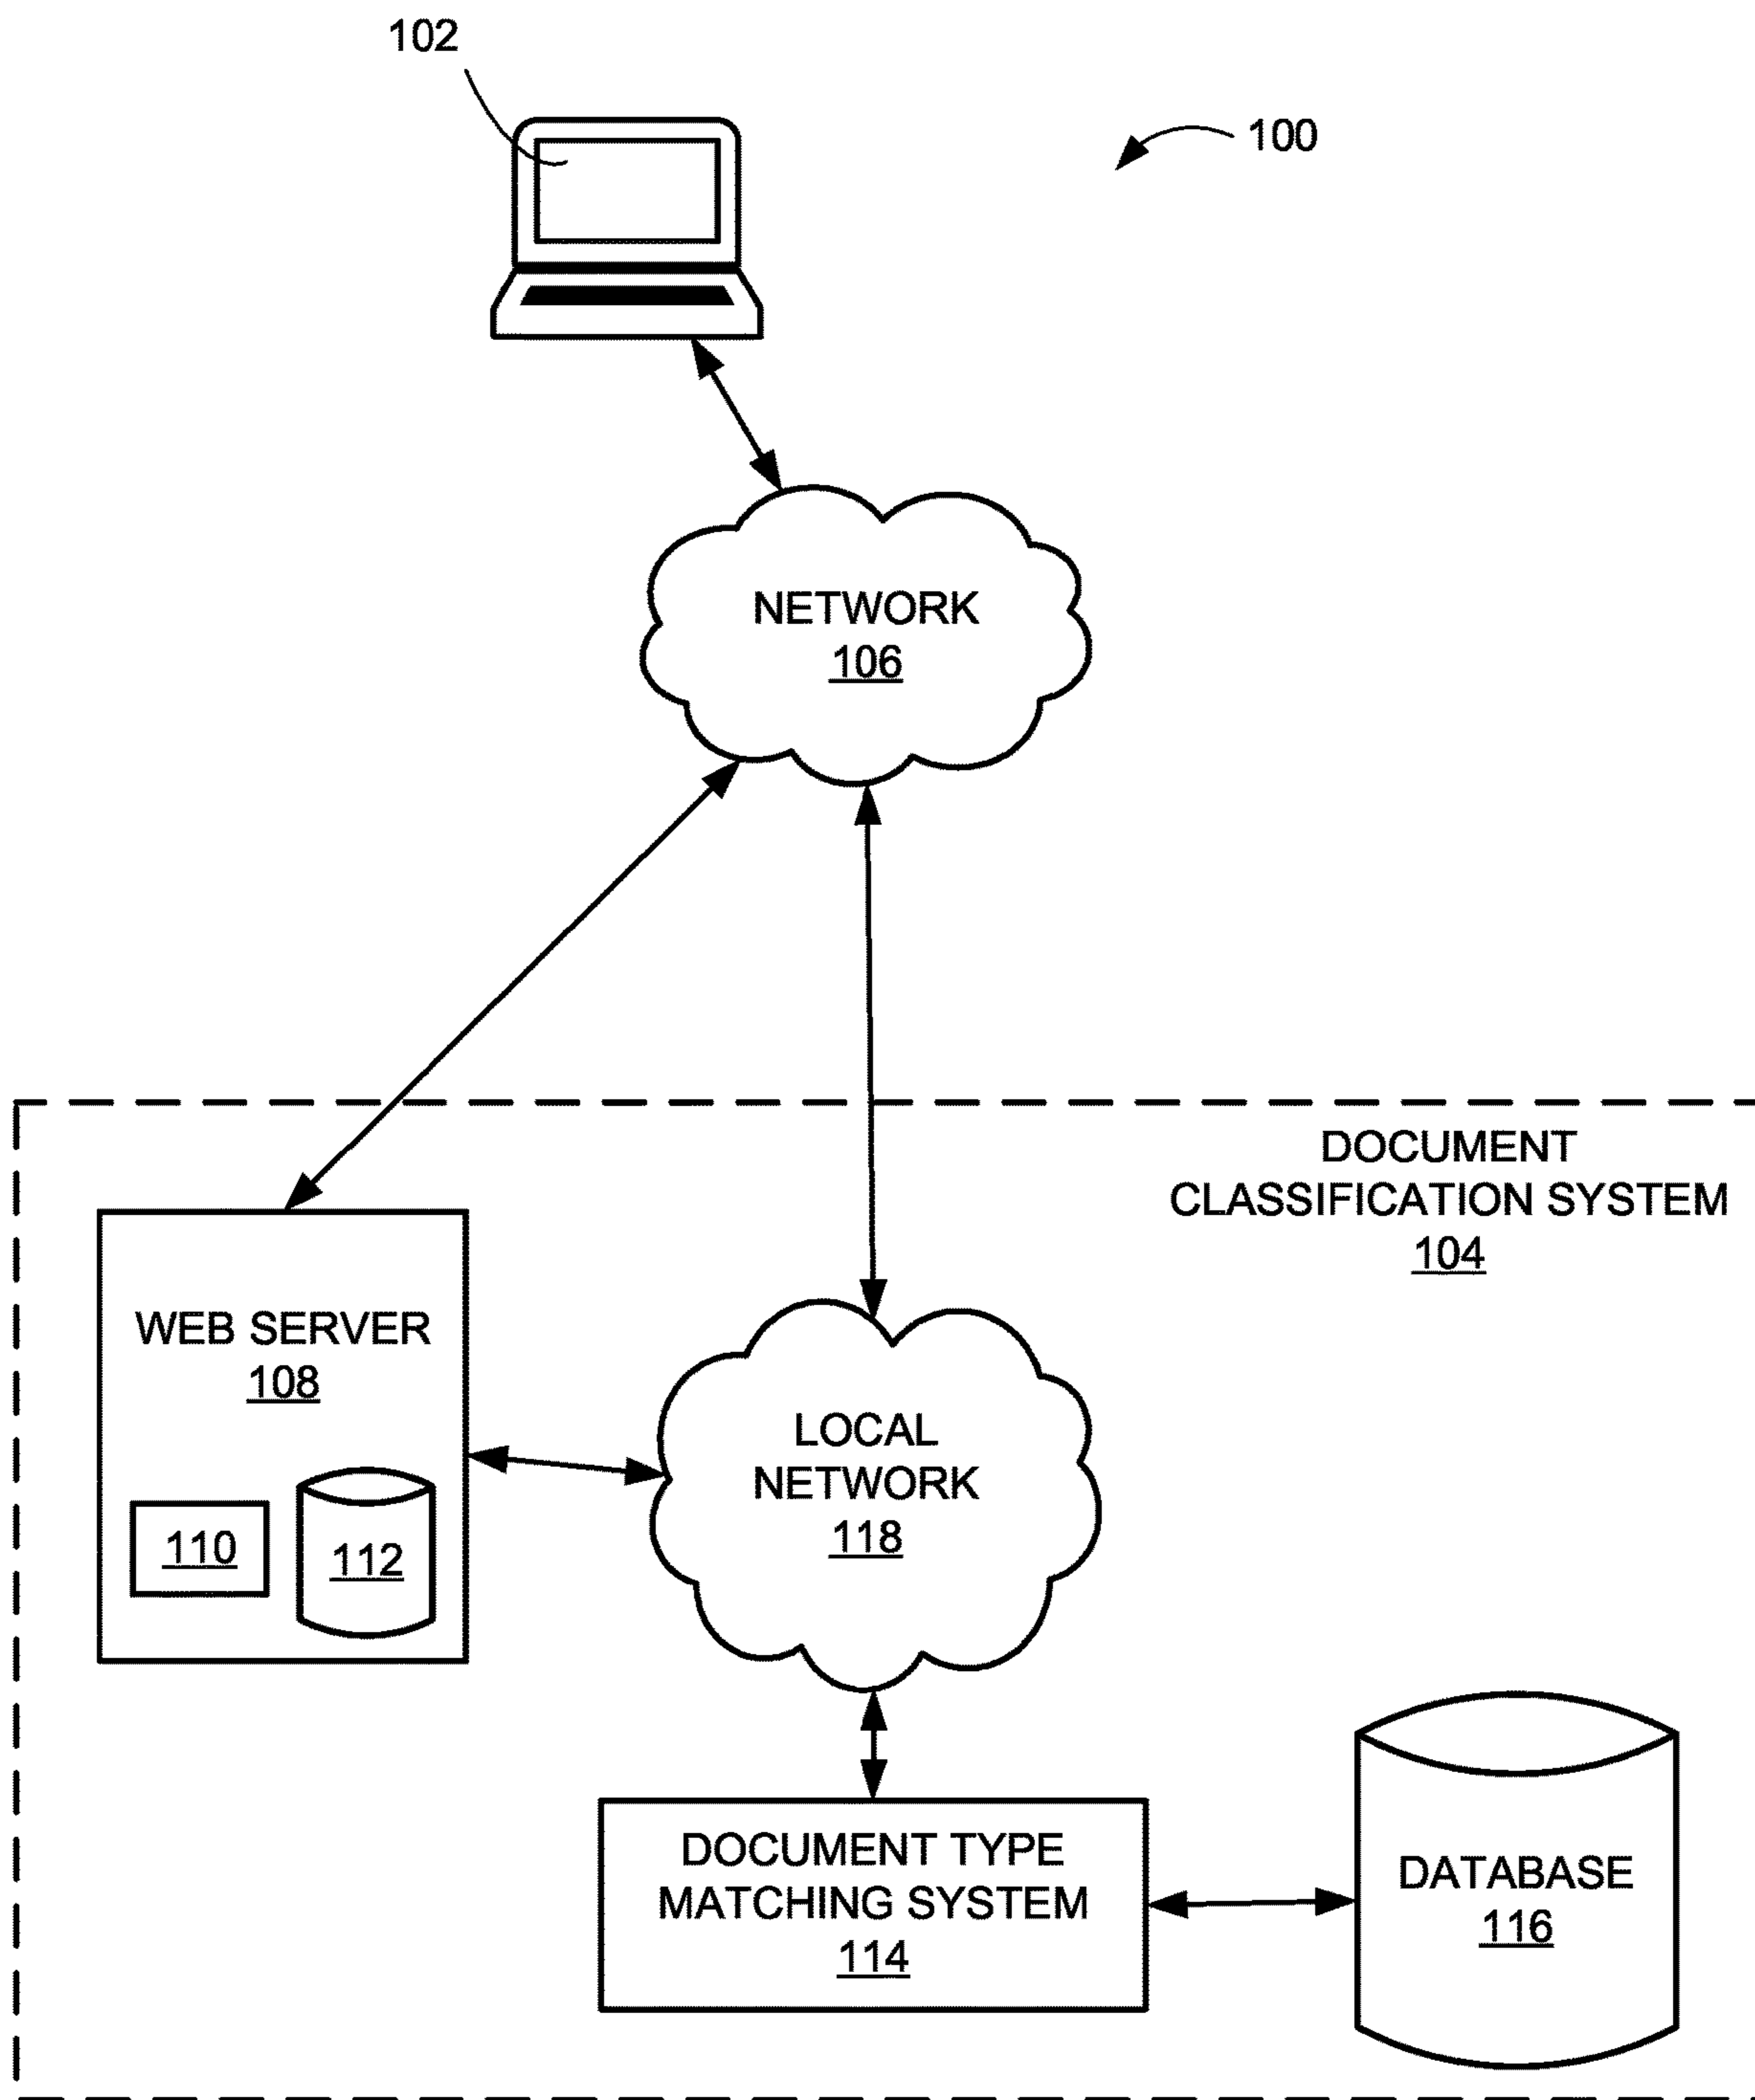 102
100
NETWORK
106
DOCUMENT
CLASSIFICATION SYSTEM
104
WEB SERVER
108
110
112
LOCAL
NETWORK
118
DOCUMENT TYPE
MATCHING SYSTEM
114
DATABASE
116